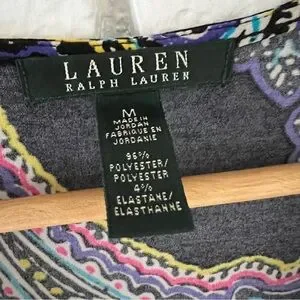 LAUREN
RALPH LAUREN
M
MADE IN
JORDAN
FABRIQUE EN
JORDANIE
96%
POLYESTER/
POLYESTER
4%
ELASTANE/
ELASTHANNE